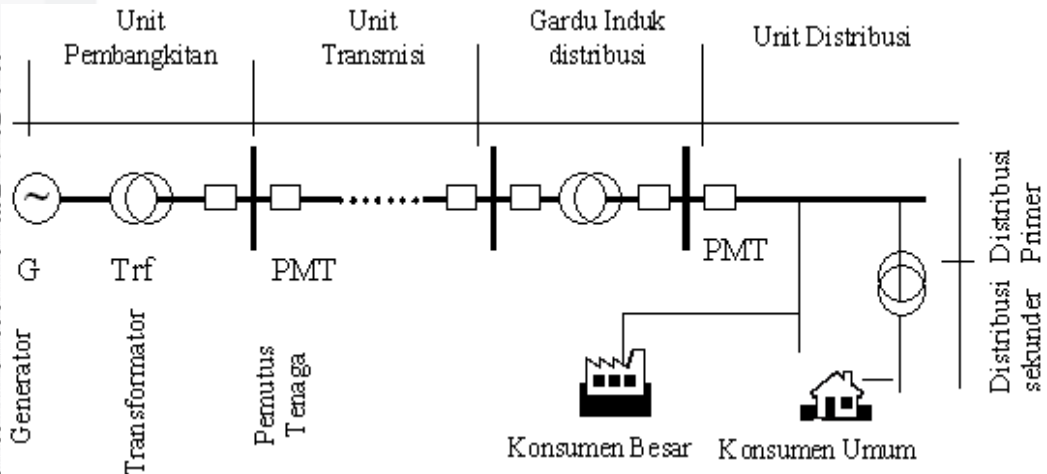 Unit
Pembangkitan
Unit
Transmisi
Gardu Induk
distribusi
Unit Distribusi
~
G
Trf
PMT
PMT
Generator
Transformator
Pemutus
Tenaga
Distribusi
Primer
Distribusi
sekunder
Konsumen Besar
Konsumen Umum